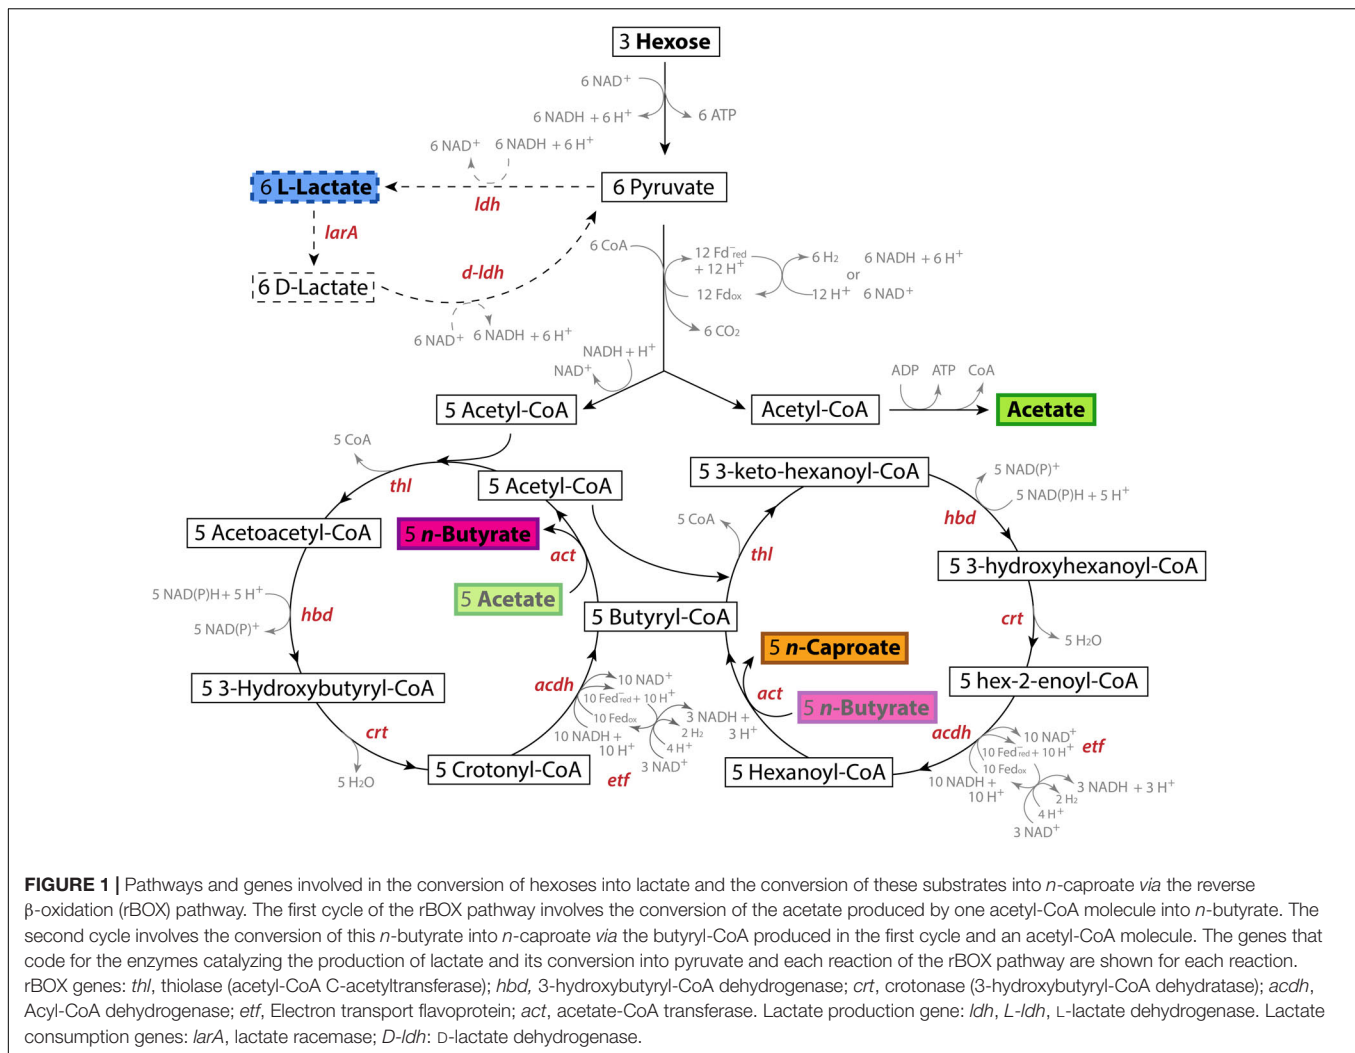 3 Hexose
6 NAD+
6 NADH + 6 H+
6 ATP
6 NAD+
6 NADH + 6 H+
6 L-Lactate
6 Pyruvate
ldh
larA
d-ldh
6 D-Lactate
6 NAD+
6 NADH + 6 H+
6 CoA
12 Fd−red
+ 12 H+
12 Fdox
6 H2
or
12 H+
6 NADH + 6 H+
6 NAD+
6 CO2
NADH + H+
NAD+
5 Acetyl-CoA
Acetyl-CoA
ADP
ATP
CoA
Acetate
5 CoA
thl
5 Acetyl-CoA
5 Acetoacetyl-CoA
5 n-Butyrate
act
5 Acetate
5 NAD(P)H + 5 H+
5 NAD(P)+
hbd
5 Butyryl-CoA
5 3-Hydroxybutyryl-CoA
crt
5 H2O
5 Crotonyl-CoA
acdh
10 NAD+
10 Fed−red + 10 H+
10 Fedox
10 NADH +
10 H+
3 NADH +
3 H+
2 H2
4 H+
3 NAD+
etf
5 3-keto-hexanoyl-CoA
5 CoA
thl
5 NAD(P)+
5 NAD(P)H + 5 H+
hbd
5 3-hydroxyhexanoyl-CoA
crt
5 H2O
5 n-Caproate
act
5 n-Butyrate
5 hex-2-enoyl-CoA
acdh
10 NAD+
10 Fed−red + 10 H+
etf
10 Fedox
10 NADH +
10 H+
3 NADH + 3 H+
2 H2
4 H+
3 NAD+
5 Hexanoyl-CoA
FIGURE 1 | Pathways and genes involved in the conversion of hexoses into lactate and the conversion of these substrates into n-caproate via the reverse
β-oxidation (rBOX) pathway. The first cycle of the rBOX pathway involves the conversion of the acetate produced by one acetyl-CoA molecule into n-butyrate. The
second cycle involves the conversion of this n-butyrate into n-caproate via the butyryl-CoA produced in the first cycle and an acetyl-CoA molecule. The genes that
code for the enzymes catalyzing the production of lactate and its conversion into pyruvate and each reaction of the rBOX pathway are shown for each reaction.
rBOX genes: thl, thiolase (acetyl-CoA C-acetyltransferase); hbd, 3-hydroxybutyryl-CoA dehydrogenase; crt, crotonase (3-hydroxybutyryl-CoA dehydratase); acdh,
Acyl-CoA dehydrogenase; etf, Electron transport flavoprotein; act, acetate-CoA transferase. Lactate production gene: ldh, L-ldh, L-lactate dehydrogenase. Lactate
consumption genes: larA, lactate racemase; D-ldh: D-lactate dehydrogenase.